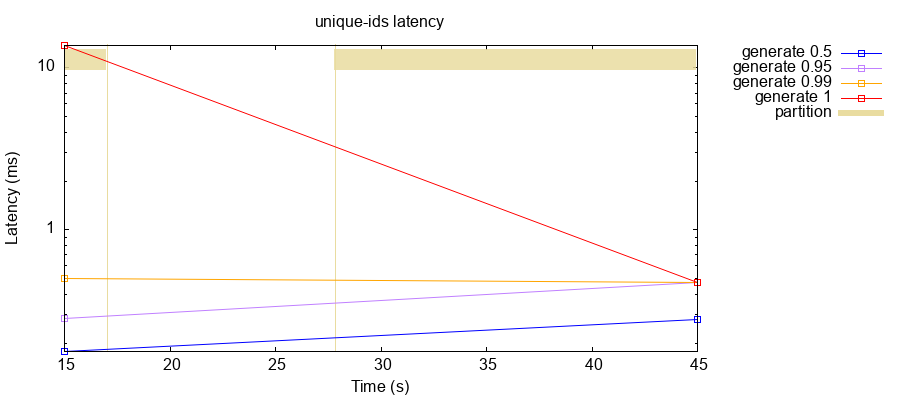 unique-ids latency
generate 0.5
generate 0.95
generate 0.99
generate 1
partition
10
1
Latency (ms)
15 20 25 30 35 40 45
Time (s)